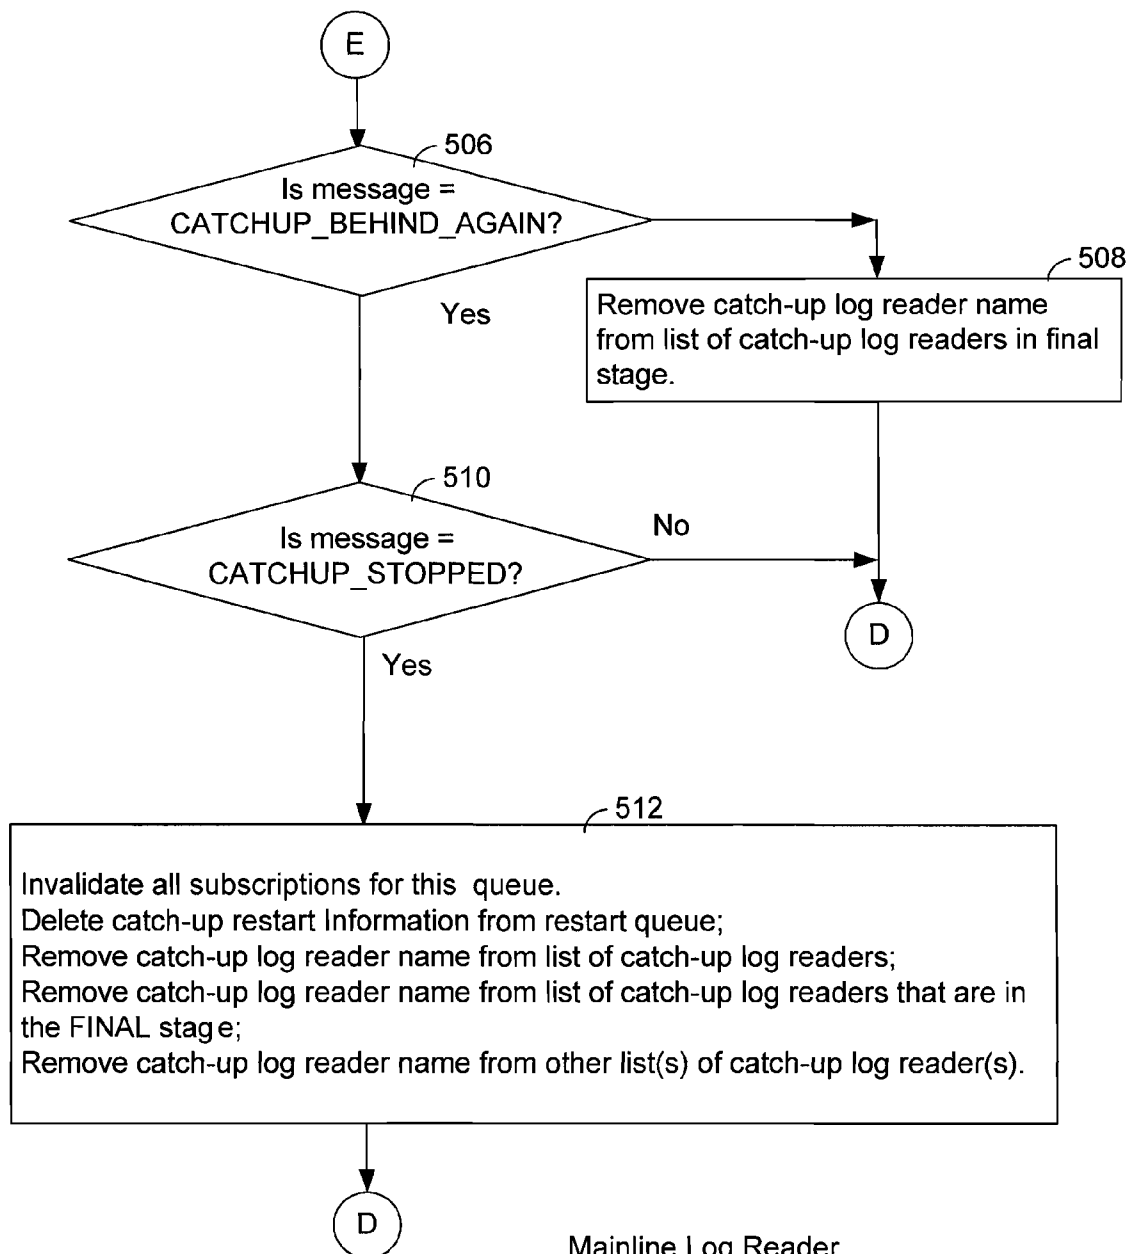 E
506
Is message =
CATCHUP_BEHIND_AGAIN?
508
Yes
Remove catch-up log reader name
from list of catch-up log readers in final
stage.
510
Is message =
CATCHUP_STOPPED?
No
D
Yes
512
Invalidate all subscriptions for this queue.
Delete catch-up restart Information from restart queue;
Remove catch-up log reader name from list of catch-up log readers;
Remove catch-up log reader name from list of catch-up log readers that are in
the FINAL stage;
Remove catch-up log reader name from other list(s) of catch-up log reader(s).
D
Mainline Log Reader